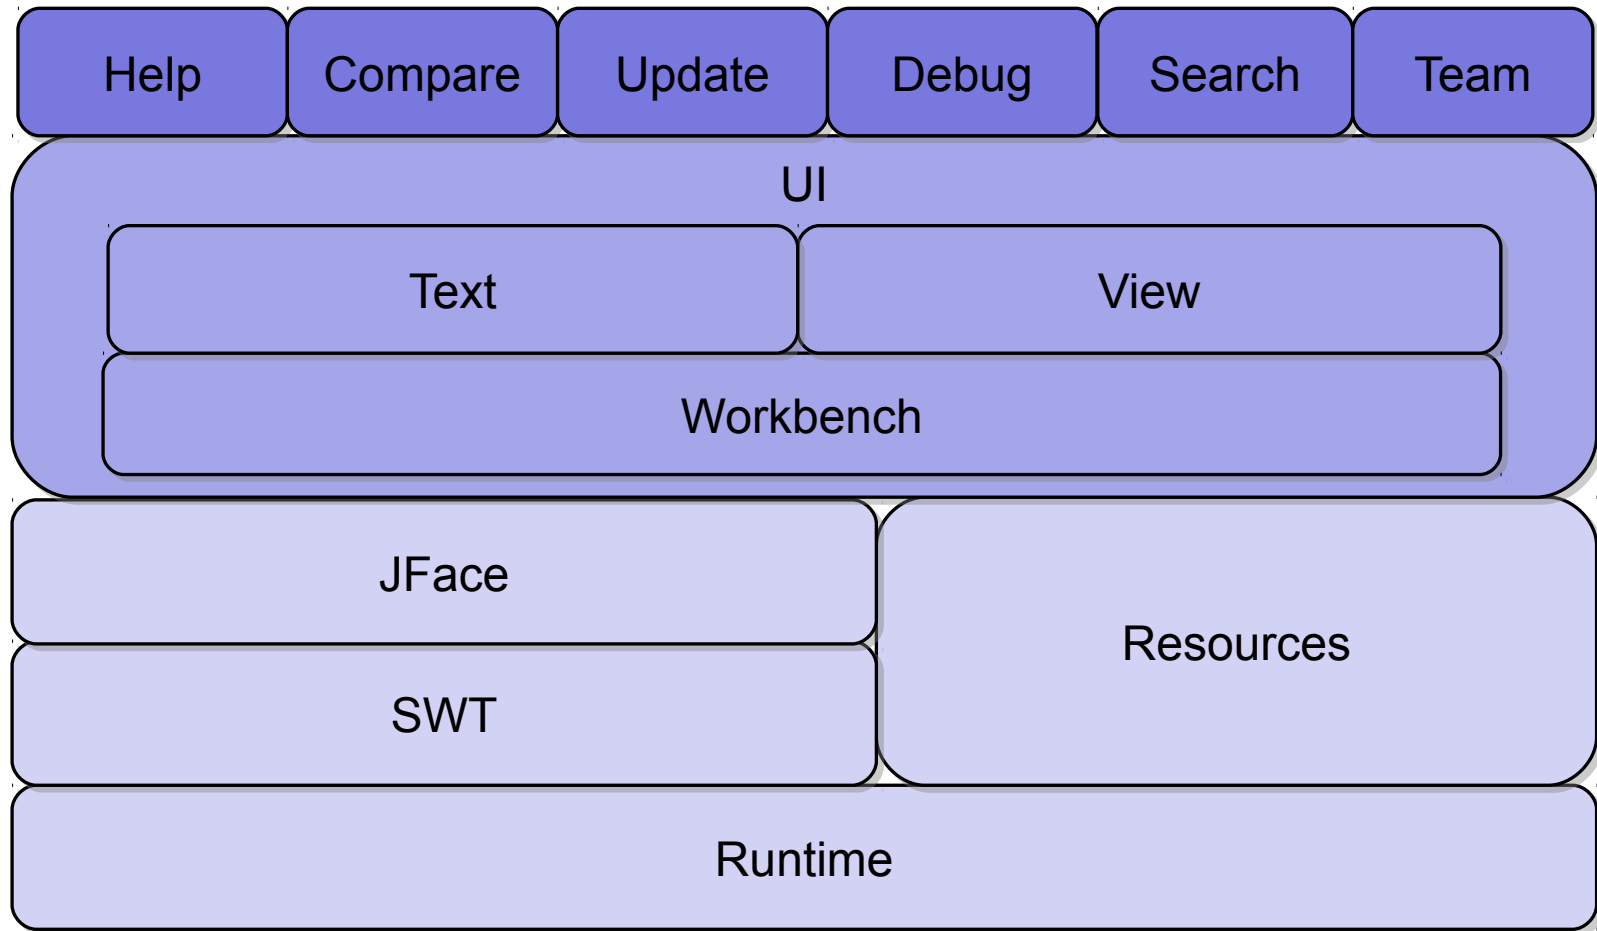 Help Compare Update Debug Search Team
UI
Text View
Workbench
JFace
Resources
SWT
Runtime